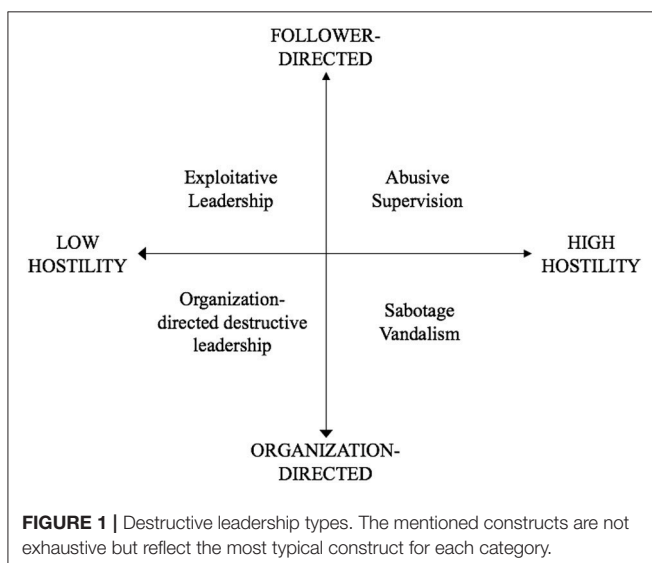 FOLLOWER-
DIRECTED
Exploitative
Leadership
Abusive
Supervision
LOW
HOSTILITY
HIGH
HOSTILITY
Organization-
directed destructive
leadership
Sabotage
Vandalism
ORGANIZATION-
DIRECTED
FIGURE 1 | Destructive leadership types. The mentioned constructs are not
exhaustive but reflect the most typical construct for each category.